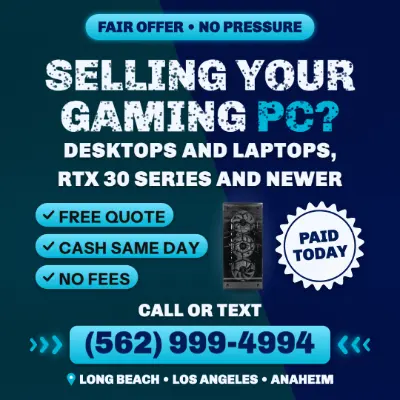 FAIR OFFER • NO PRESSURE
SELLING YOUR
GAMING PC?
DESKTOPS AND LAPTOPS,
RTX 30 SERIES AND NEWER
FREE QUOTE
CASH SAME DAY
NO FEES
PAID
TODAY
CALL OR TEXT
(562) 999-4994
LONG BEACH • LOS ANGELES • ANAHEIM